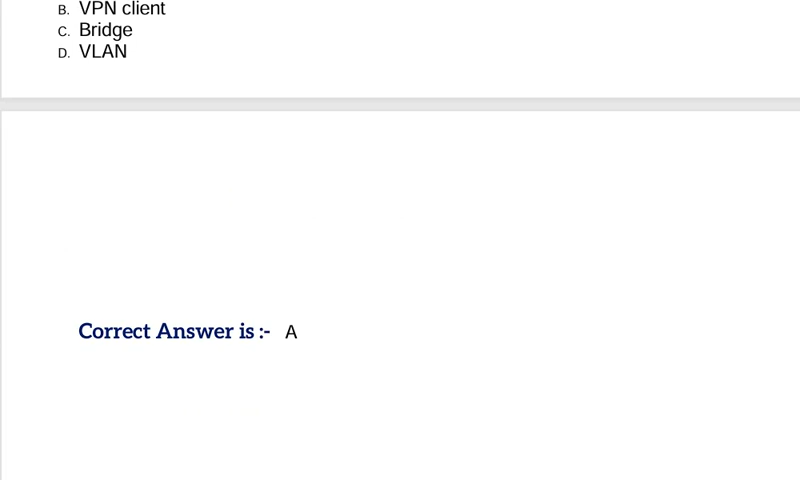 B. VPN client
C. Bridge
D. VLAN
Correct Answer is :- A